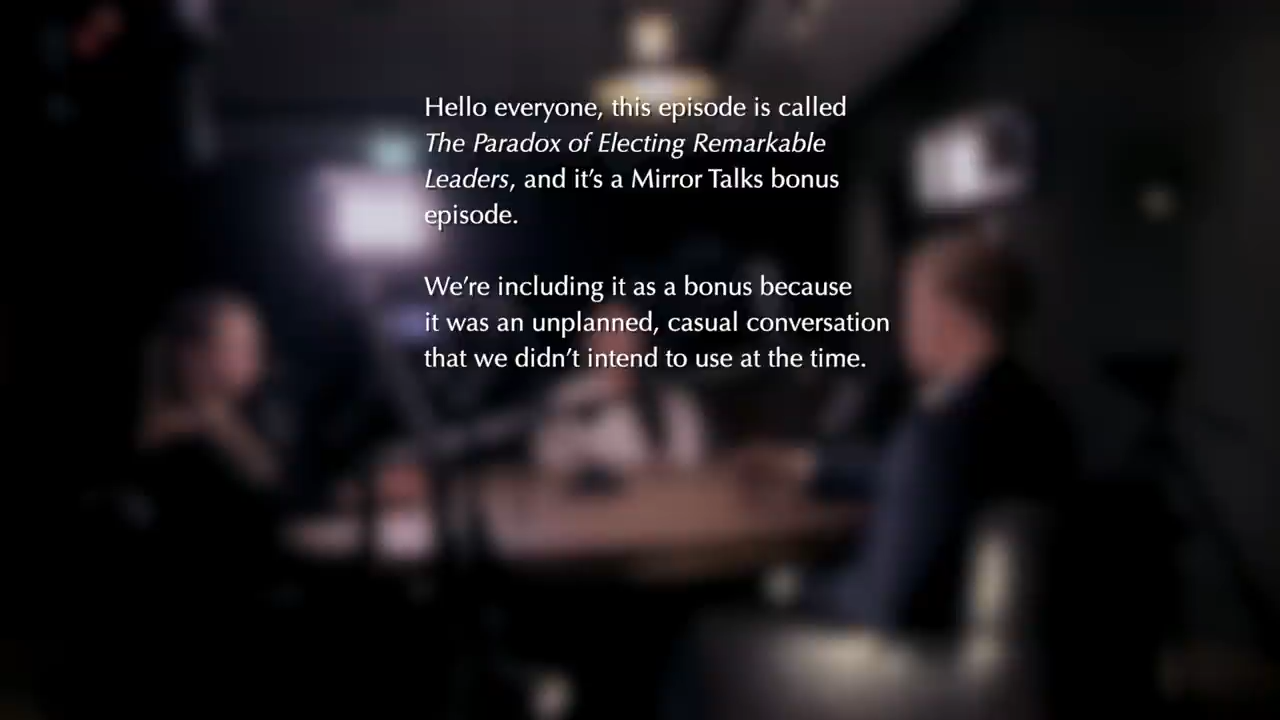 Hello everyone, this episode is called
The Paradox of Electing Remarkable
Leaders, and it’s a Mirror Talks bonus
episode.
We’re including it as a bonus because
it was an unplanned, casual conversation
that we didn’t intend to use at the time.